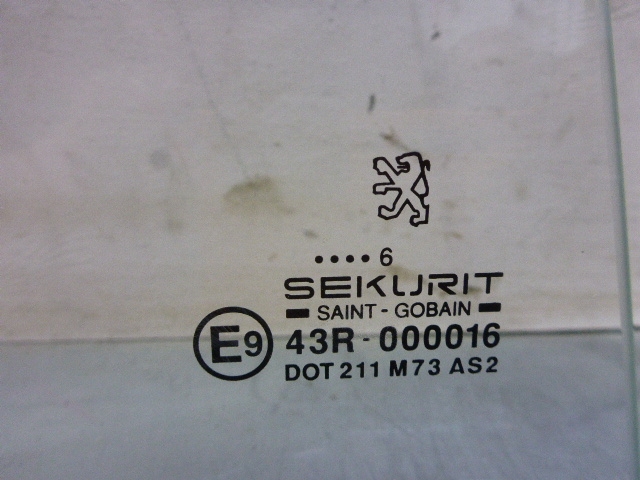 •••• 6
SEKURIT
SAINT - GOBAIN
E9 43R - 000016
DOT 211 M73 AS2